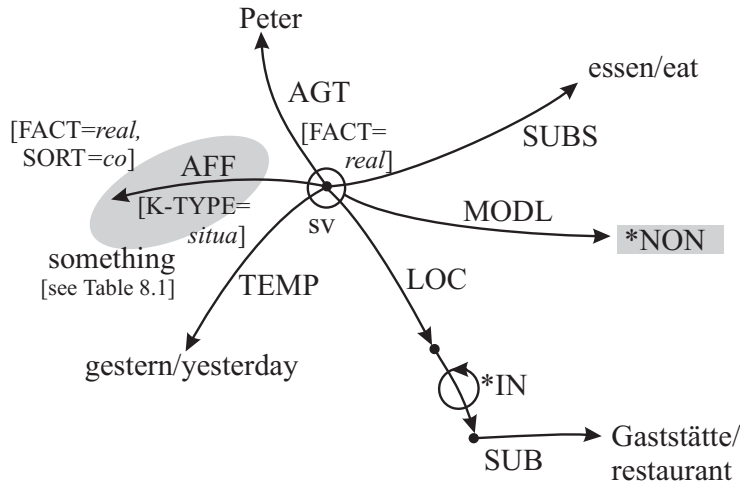 Peter
essen/eat
AGT
[FACT=real,
SORT=co]
[FACT=
real]
SUBS
AFF
[K-TYPE=
situa]
sv
MODL
*NON
something
[see Table 8.1]
TEMP
LOC
gestern/yesterday
*IN
SUB
Gaststätte/
restaurant